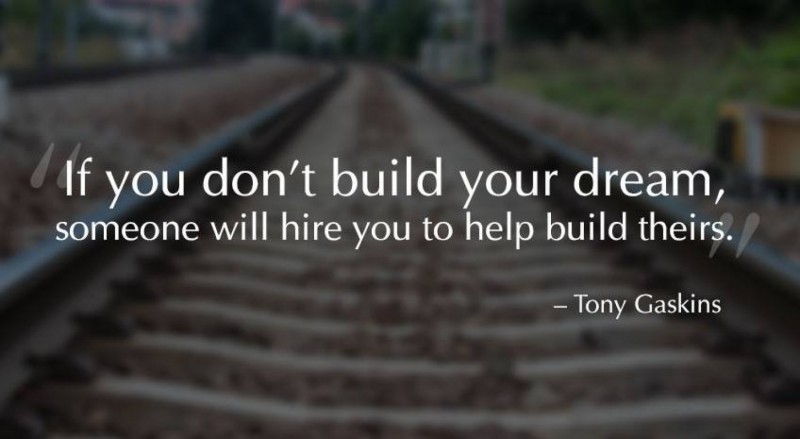 “If you don’t build your dream,
someone will hire you to help build theirs.”
– Tony Gaskins